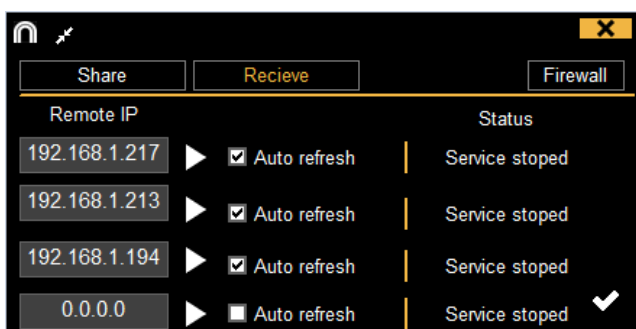 Share Recieve Firewall
Remote IP Status
192.168.1.217 Auto refresh Service stoped
192.168.1.213 Auto refresh Service stoped
192.168.1.194 Auto refresh Service stoped
0.0.0.0 Auto refresh Service stoped